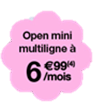 Open mini
multiligne à
6€99(4)
/mois